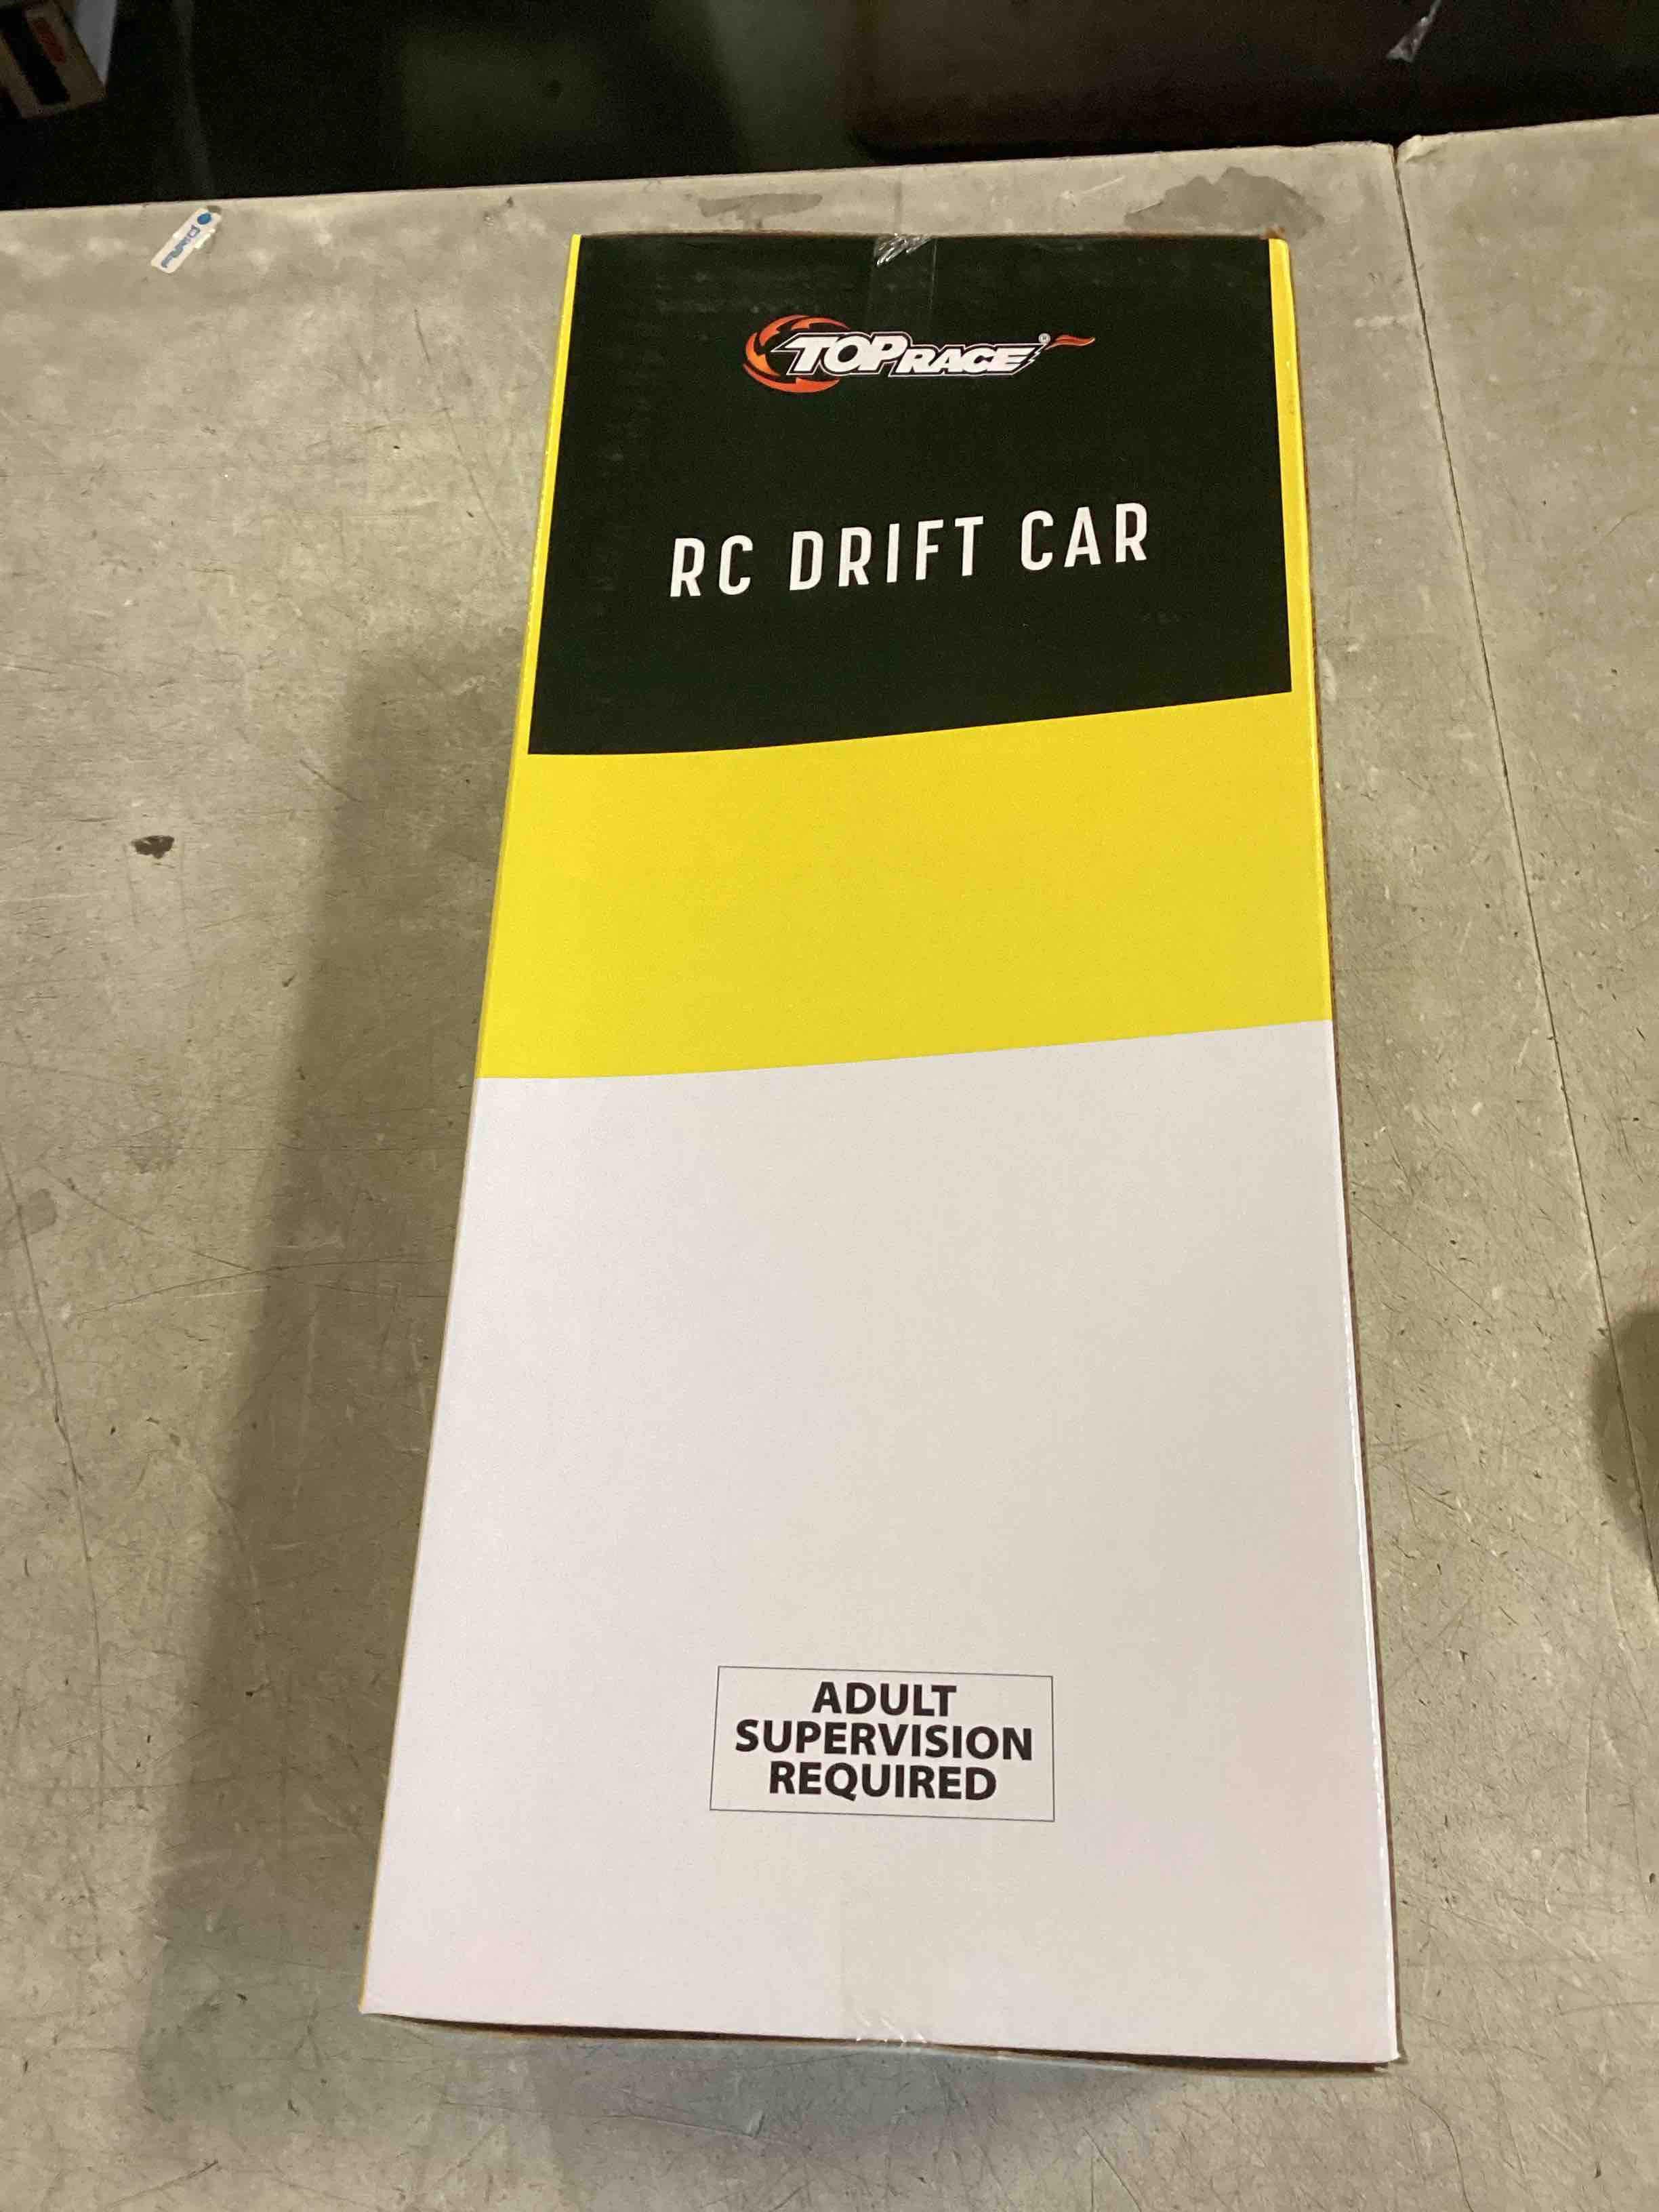 TOP RACE®
RC DRIFT CAR
ADULT
SUPERVISION
REQUIRED